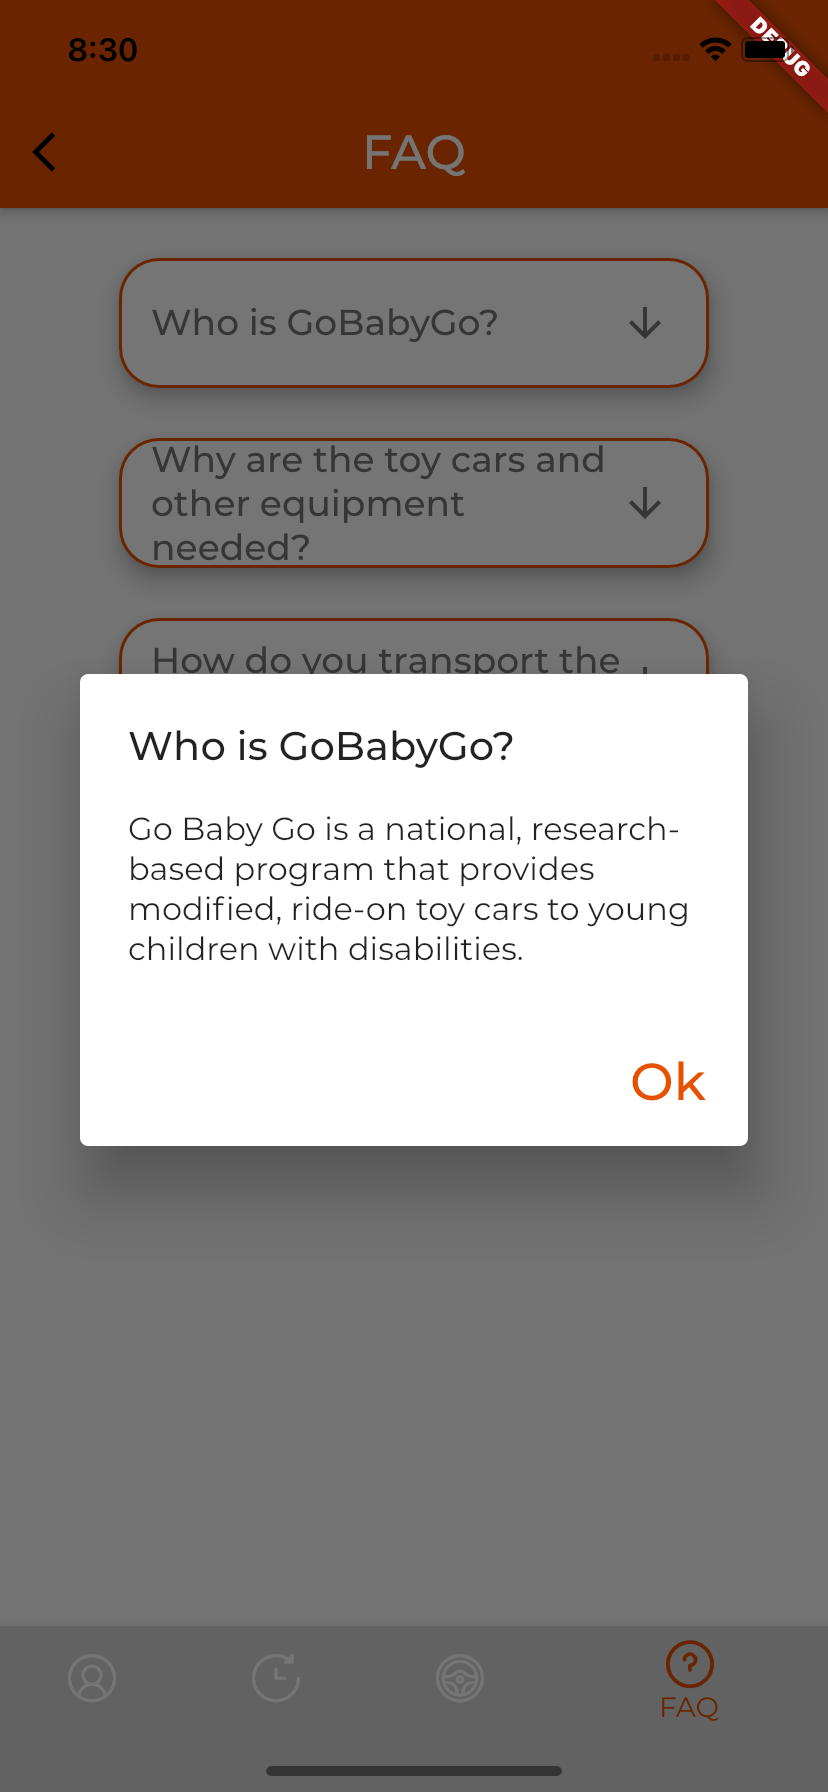 8:30
DEBUG
FAQ
Who is GoBabyGo?
Why are the toy cars and
other equipment
needed?
How do you transport the
Who is GoBabyGo?
Go Baby Go is a national, research-
based program that provides
modified, ride-on toy cars to young
children with disabilities.
Ok
FAQ